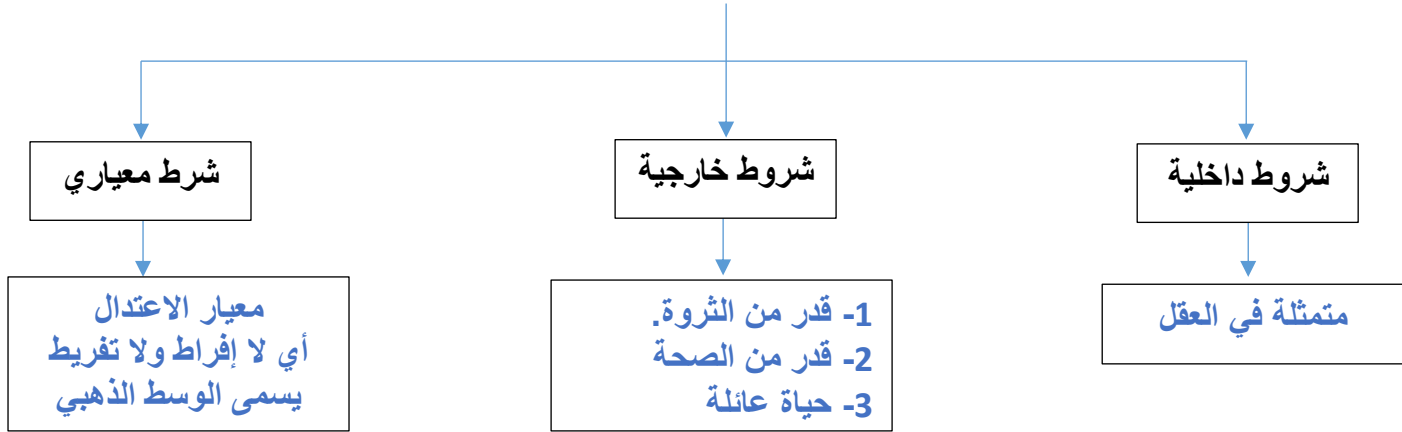 شروط داخلية
متمثلة في العقل
شروط خارجية
1- قدر من الثروة.
2- قدر من الصحة
3- حياة عائلة
شرط معياري
معيار الاعتدال
أي لا إفراط ولا تفريط
يسمى الوسط الذهبي